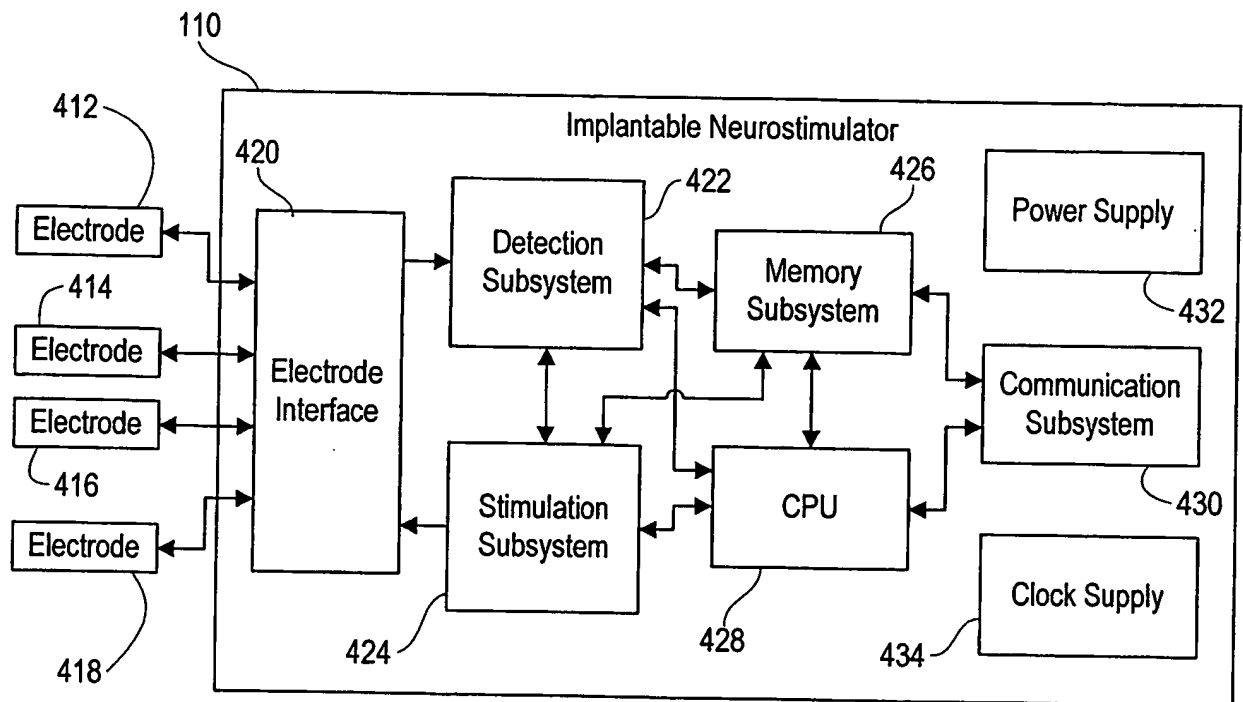 110
412
Implantable Neurostimulator
420
422
426
Power Supply
Electrode
Detection
Subsystem
Memory
Subsystem
414
432
Electrode
Electrode
Interface
Communication
Subsystem
Electrode
416
430
Stimulation
Subsystem
CPU
Electrode
Clock Supply
424
428
434
418